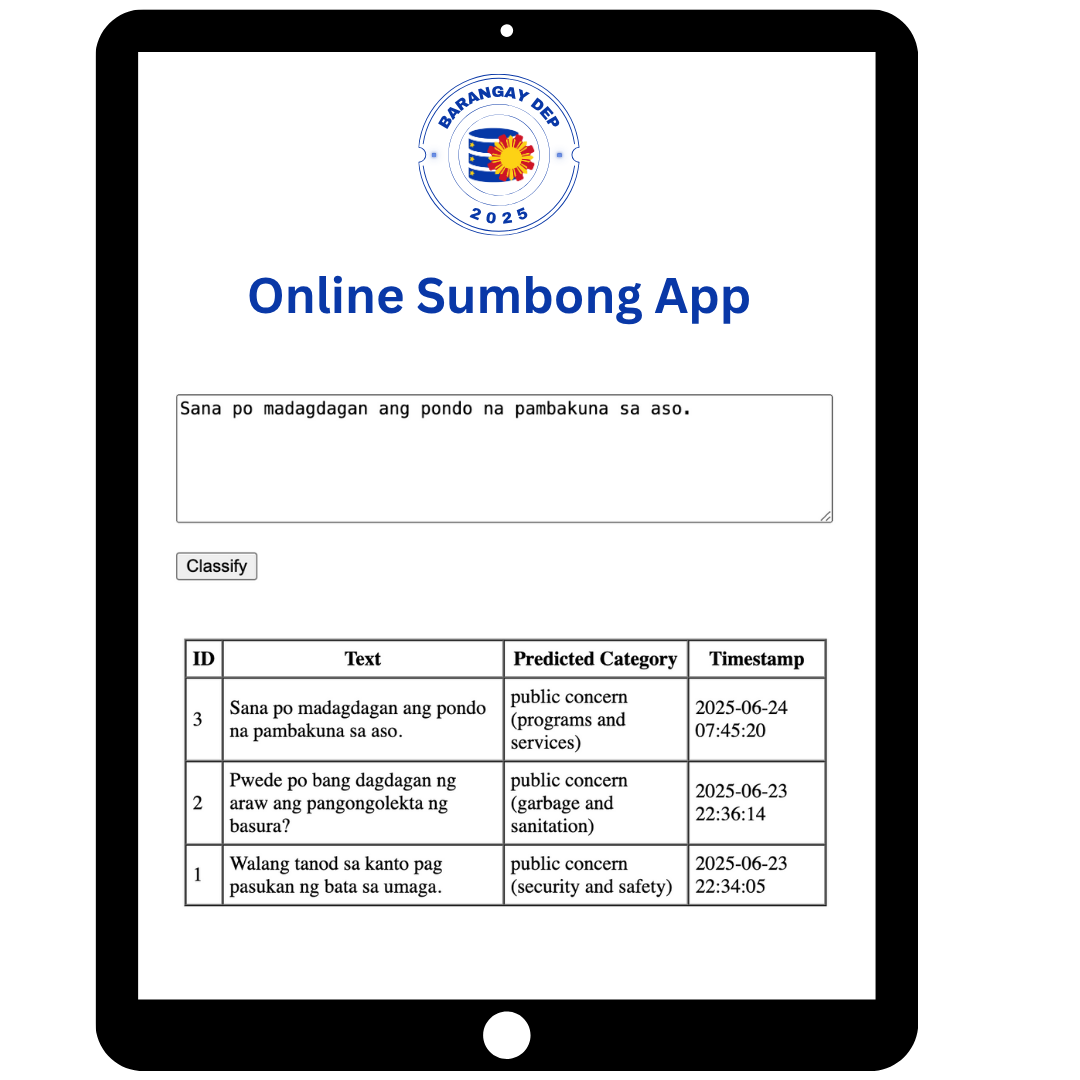 BARANGAY DEP
2025
Online Sumbong App
Sana po madagdagan ang pondo na pambakuna sa aso.
Classify
ID Text Predicted Category Timestamp
3 Sana po madagdagan ang pondo na pambakuna sa aso. public concern (programs and services) 2025-06-24 07:45:20
2 Pwede po bang dagdagan ng araw ang pangongolekta ng basura? public concern (garbage and sanitation) 2025-06-23 22:36:14
1 Walang tanod sa kanto pag pasukan ng bata sa umaga. public concern (security and safety) 2025-06-23 22:34:05